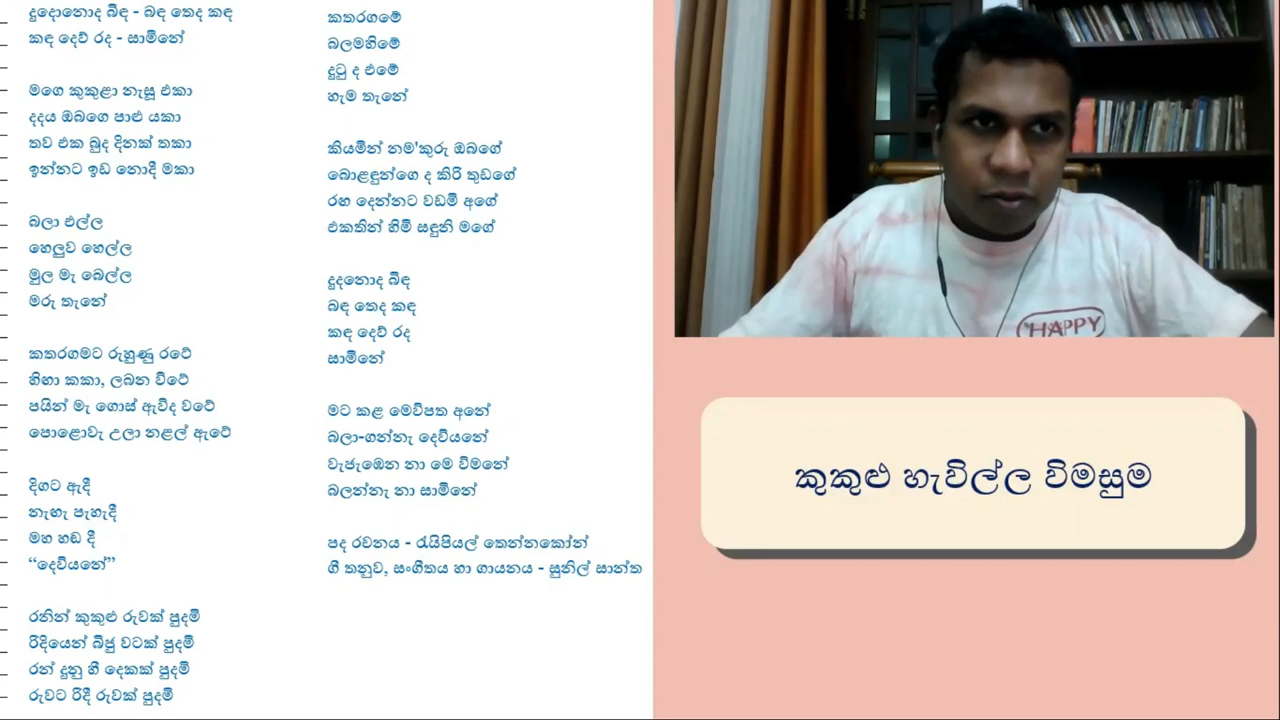 දුදොනොද බිඳ - බඳ තෙද කඳ
කඳ දෙව් රද - සාමිනේ
මගෙ කුකුළා නැසූ එකා
දදය ඔබගෙ පාළු යකා
තව එක බුද දිනක් තකා
ඉන්නට ඉඩ නොදී මකා
බලා එල්ල
හෙලුව හෙල්ල
මුල මැ බෙල්ල
මරු තැනේ
කතරගමට රුහුණු රටේ
හිඟා කකා, ලබන වීටේ
පයින් මැ ගොස් ඇවිද වටේ
පොළොවැ උලා නළල් ඇටේ
දිගට ඇදී
නැඟැ පැහැදී
මහ හඬ දී
“දෙවියනේ”
රනින් කුකුළු රුවක් පුදමි
රිදියෙන් බිජු වටක් පුදමී
රන් දුනු හී දෙකක් පුදමි
රුවට රිදී රුවක් පුදමී
කතරගමේ
බලමහිමේ
දුටු ද එමේ
හැම තැනේ
කියමින් නම'කුරු ඔබගේ
බොළඳුන්ගෙ ද කිරි තුඩගේ
රඟ දෙන්නට වඩමි අගේ
එකතින් හිමි සඳුනි මගේ
දුදනොද බිඳ
බඳ තෙද කඳ
කඳ දෙව් රද
සාමිනේ
මට කළ මෙවිපත අනේ
බලා-ගන්නැ දෙවියනේ
වැජැඹෙන නා මෙ විමනේ
බලන්නැ නා සාමිනේ
පද රචනය - රැයිපියල් තෙන්නකෝන්
ගී තනුව, සංගීතය හා ගායනය - සුනිල් සාන්ත
කුකුළු හැවිල්ල විමසුම
HAPPY